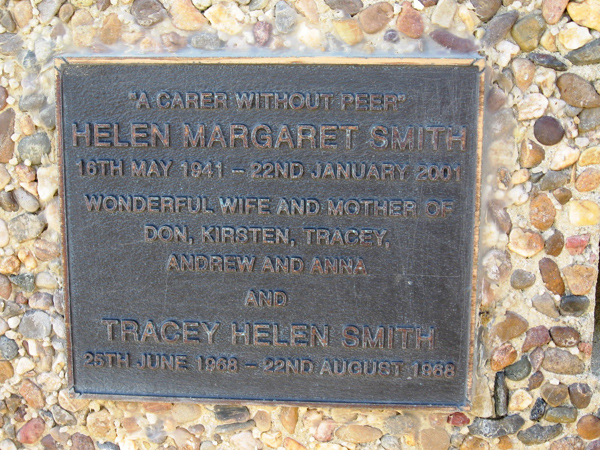 "A CARER WITHOUT PEER"
HELEN MARGARET SMITH
16TH MAY 1941 – 22ND JANUARY 2001
WONDERFUL WIFE AND MOTHER OF
DON, KIRSTEN, TRACEY,
ANDREW AND ANNA
AND
TRACEY HELEN SMITH
25TH JUNE 1968 – 22ND AUGUST 1968